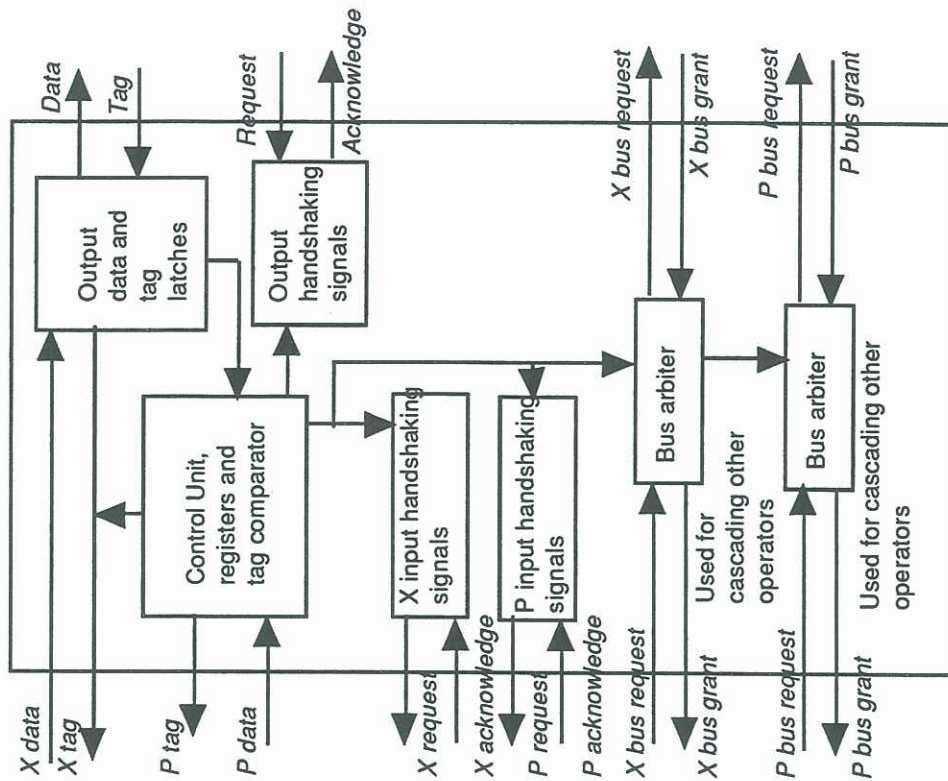 Data
Tag
Request
Acknowledge
X bus request
X bus grant
P bus request
P bus grant
Output
data and
tag
latches
Output
handshaking
signals
Control Unit,
registers and
tag comparator
X input handshaking
signals
P input handshaking
signals
Bus arbiter
Used for
cascading other
operators
Bus arbiter
Used for cascading other
operators
X data
X tag
P tag
P data
X request
X acknowledge
P request
P acknowledge
X bus request
X bus grant
P bus request
P bus grant